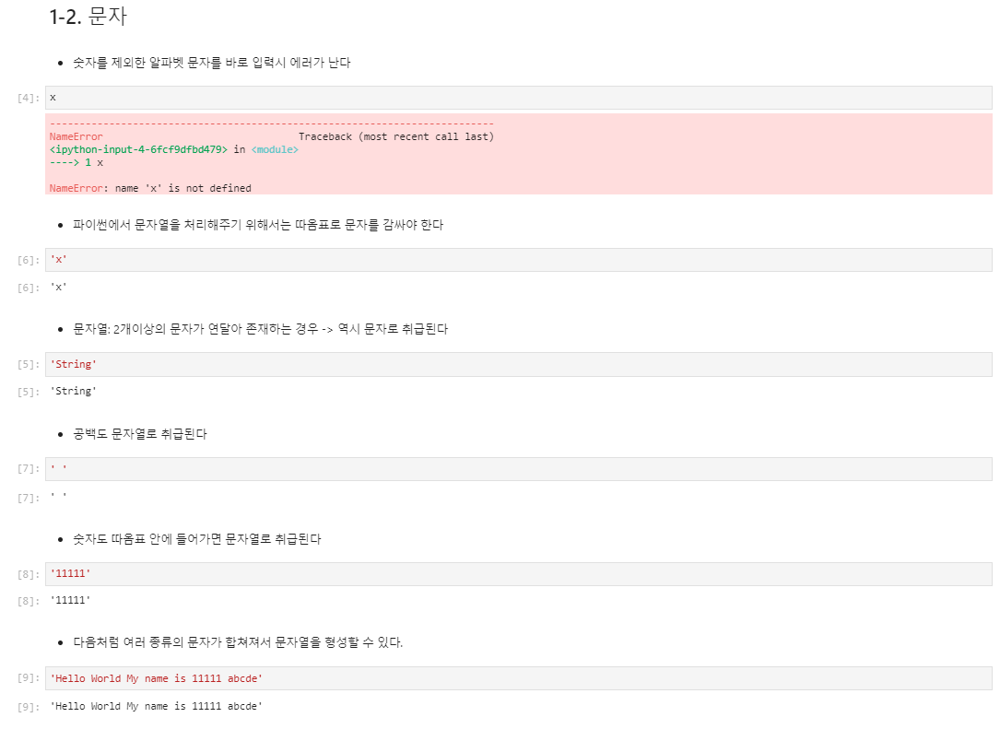 1-2. 문자
• 숫자를 제외한 알파벳 문자를 바로 입력시 에러가 난다
[4]: x
---------------------------------------------------------------------------
NameError                                 Traceback (most recent call last)
<ipython-input-4-6fcf9dfbd479> in <module>
----> 1 x
NameError: name 'x' is not defined
• 파이썬에서 문자열을 처리해주기 위해서는 따옴표로 문자를 감싸야 한다
[6]: 'x'
[6]: 'x'
• 문자열: 2개이상의 문자가 연달아 존재하는 경우 -> 역시 문자로 취급된다
[5]: 'String'
[5]: 'String'
• 공백도 문자열로 취급된다
[7]: ' '
[7]: ' '
• 숫자도 따옴표 안에 들어가면 문자열로 취급된다
[8]: '11111'
[8]: '11111'
• 다음처럼 여러 종류의 문자가 합쳐져서 문자열을 형성할 수 있다.
[9]: 'Hello World My name is 11111 abcde'
[9]: 'Hello World My name is 11111 abcde'